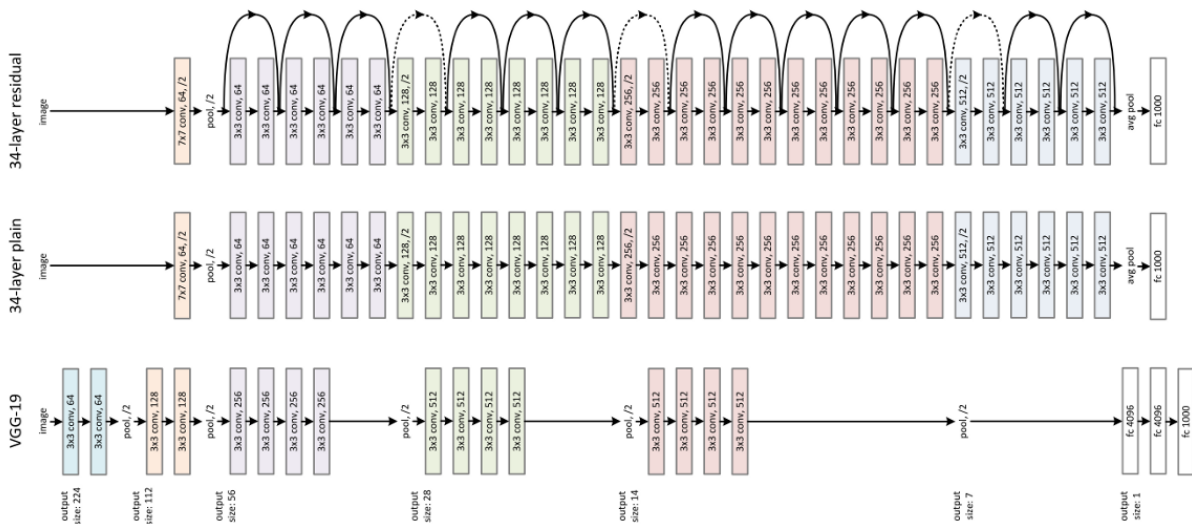 34-layer residual
image
7x7 conv, 64, /2
pool, /2
3x3 conv, 64
3x3 conv, 64
3x3 conv, 64
3x3 conv, 64
3x3 conv, 64
3x3 conv, 64
3x3 conv, 128, /2
3x3 conv, 128
3x3 conv, 128
3x3 conv, 128
3x3 conv, 128
3x3 conv, 128
3x3 conv, 128
3x3 conv, 128
3x3 conv, 256, /2
3x3 conv, 256
3x3 conv, 256
3x3 conv, 256
3x3 conv, 256
3x3 conv, 256
3x3 conv, 256
3x3 conv, 256
3x3 conv, 256
3x3 conv, 256
3x3 conv, 256
3x3 conv, 256
3x3 conv, 512, /2
3x3 conv, 512
3x3 conv, 512
3x3 conv, 512
3x3 conv, 512
3x3 conv, 512
avg pool
fc 1000
34-layer plain
image
7x7 conv, 64, /2
pool, /2
3x3 conv, 64
3x3 conv, 64
3x3 conv, 64
3x3 conv, 64
3x3 conv, 64
3x3 conv, 64
3x3 conv, 128, /2
3x3 conv, 128
3x3 conv, 128
3x3 conv, 128
3x3 conv, 128
3x3 conv, 128
3x3 conv, 128
3x3 conv, 128
3x3 conv, 256, /2
3x3 conv, 256
3x3 conv, 256
3x3 conv, 256
3x3 conv, 256
3x3 conv, 256
3x3 conv, 256
3x3 conv, 256
3x3 conv, 256
3x3 conv, 256
3x3 conv, 256
3x3 conv, 256
3x3 conv, 512, /2
3x3 conv, 512
3x3 conv, 512
3x3 conv, 512
3x3 conv, 512
3x3 conv, 512
avg pool
fc 1000
VGG-19
image
3x3 conv, 64
3x3 conv, 64
pool, /2
3x3 conv, 128
3x3 conv, 128
pool, /2
3x3 conv, 256
3x3 conv, 256
3x3 conv, 256
3x3 conv, 256
pool, /2
3x3 conv, 512
3x3 conv, 512
3x3 conv, 512
3x3 conv, 512
pool, /2
3x3 conv, 512
3x3 conv, 512
3x3 conv, 512
3x3 conv, 512
pool, /2
fc 4096
fc 4096
fc 1000
output
size: 224
output
size: 112
output
size: 56
output
size: 28
output
size: 14
output
size: 7
output
size: 1